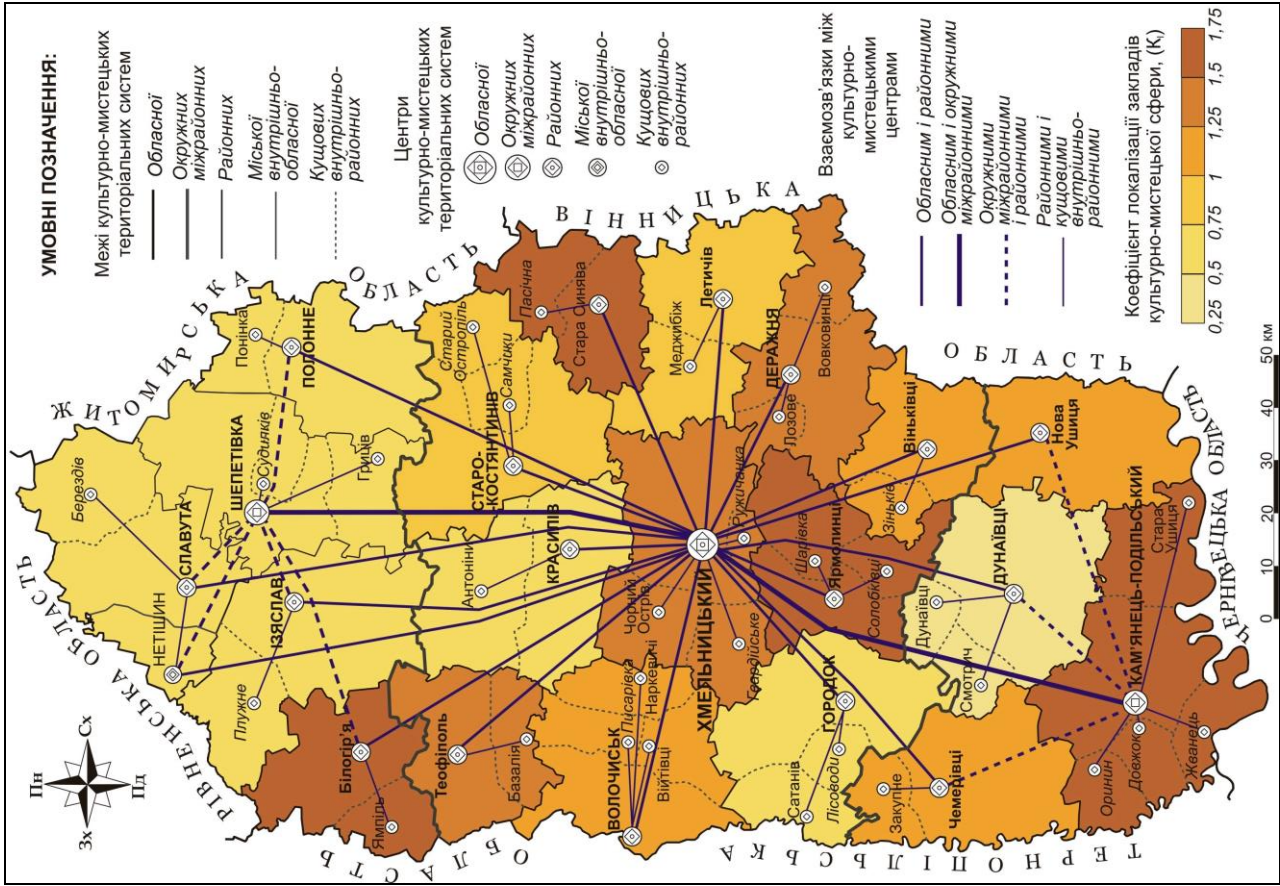 УМОВНІ ПОЗНАЧЕННЯ:
Межі культурно-мистецьких
територіальних систем
Обласної
Окружних
міжрайонних
Районних
Міської
внутрішньо-
обласної
Кущових
внутрішньо-
районних
Центри
культурно-мистецьких
територіальних систем
Обласної
Окружних
міжрайонних
Районних
Міської
внутрішньо-
обласної
Кущових
внутрішньо-
районних
Взаємозв'язки між
культурно-
мистецькими
центрами
Обласним і районними
Обласним і окружними
міжрайонними
Окружними
міжрайонними
і районними
Районними і
кущовими
внутрішньо-
районними
Коефіцієнт локалізації закладів
культурно-мистецької сфери, (К)
0,25
0,5
0,75
1
1,25
1,5
1,75
Пн
Зх
Сх
Пд
РІВНЕНСЬКА ОБЛАСТЬ
ЖИТОМИРСЬКА
ОБЛАСТЬ
ВІННИЦЬКА
ОБЛАСТЬ
ЧЕРНІВЕЦЬКА ОБЛАСТЬ
ТЕРНОПІЛЬСЬКА
ОБЛАСТЬ
Берездів
СЛАВУТА
НЕТІШИН
ШЕПЕТІВКА
Судилків
Гриців
Понінка
ПОЛОННЕ
ІЗЯСЛАВ
Плужне
Білогір'я
Ямпіль
Теофіполь
Базалія
Антоніни
КРАСИЛІВ
СТАРО-
КОСТЯНТИНІВ
Старий
Остропіль
Самчики
Пасічна
Стара Синява
Меджибіж
Летичів
ДЕРАЖНЯ
Лозове
Вовковинці
ВОЛОЧИСЬК
Писарівка
Наркевичі
Війтівці
Чорний
Острів
ХМЕЛЬНИЦЬКИЙ
Ружичанка
Гвардійське
Шарівка
Ярмолинці
Солобківці
Віньківці
Зіньків
Нова
Ушиця
ГОРОДОК
Сатанів
Лісоводи
Закупне
Чемерівці
Дунаївці
ДУНАЇВЦІ
Смотрич
КАМ'ЯНЕЦЬ-ПОДІЛЬСЬКИЙ
Стара
Ушиця
Оринин
Довжок
Жванець
0 10 20 30 40 50 км